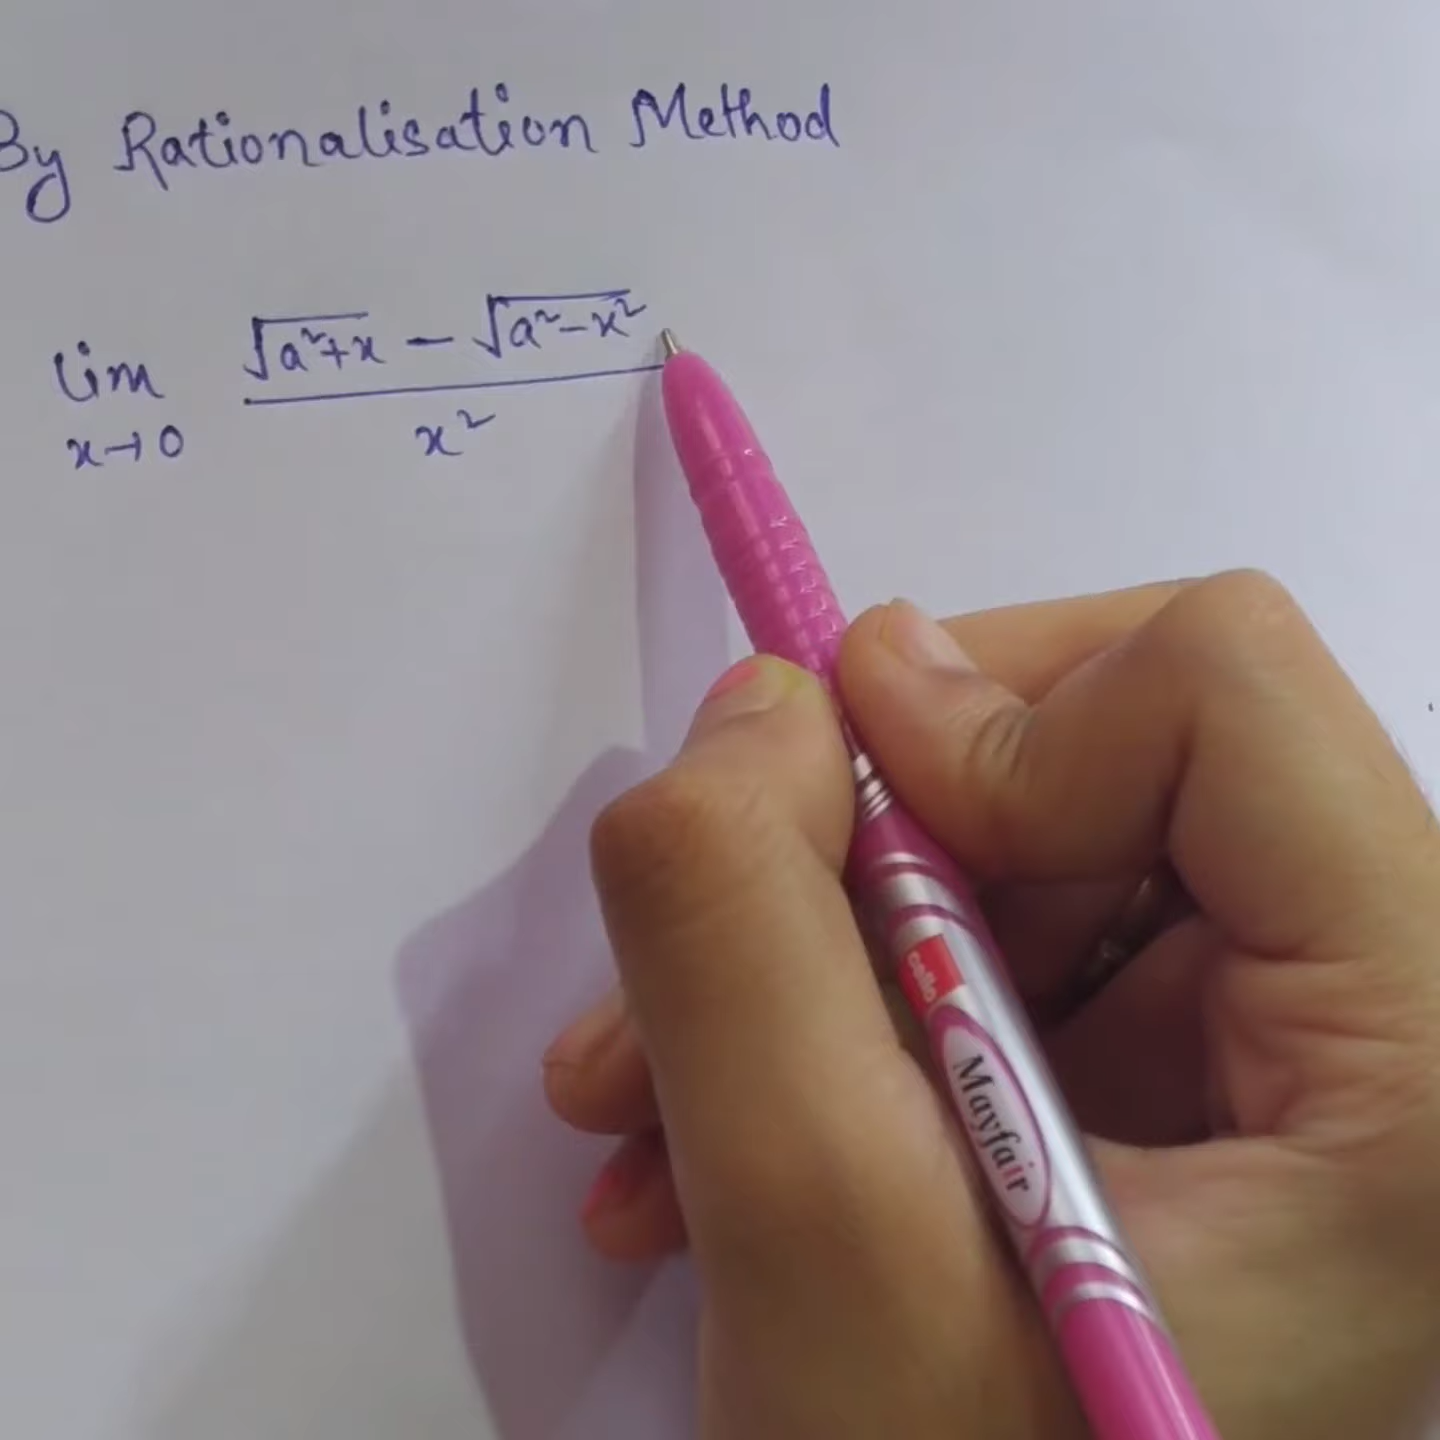 By Rationalisation Method
lim x→0 (√(a²+x) − √(a²−x²)) / x²
cello
Mayfair